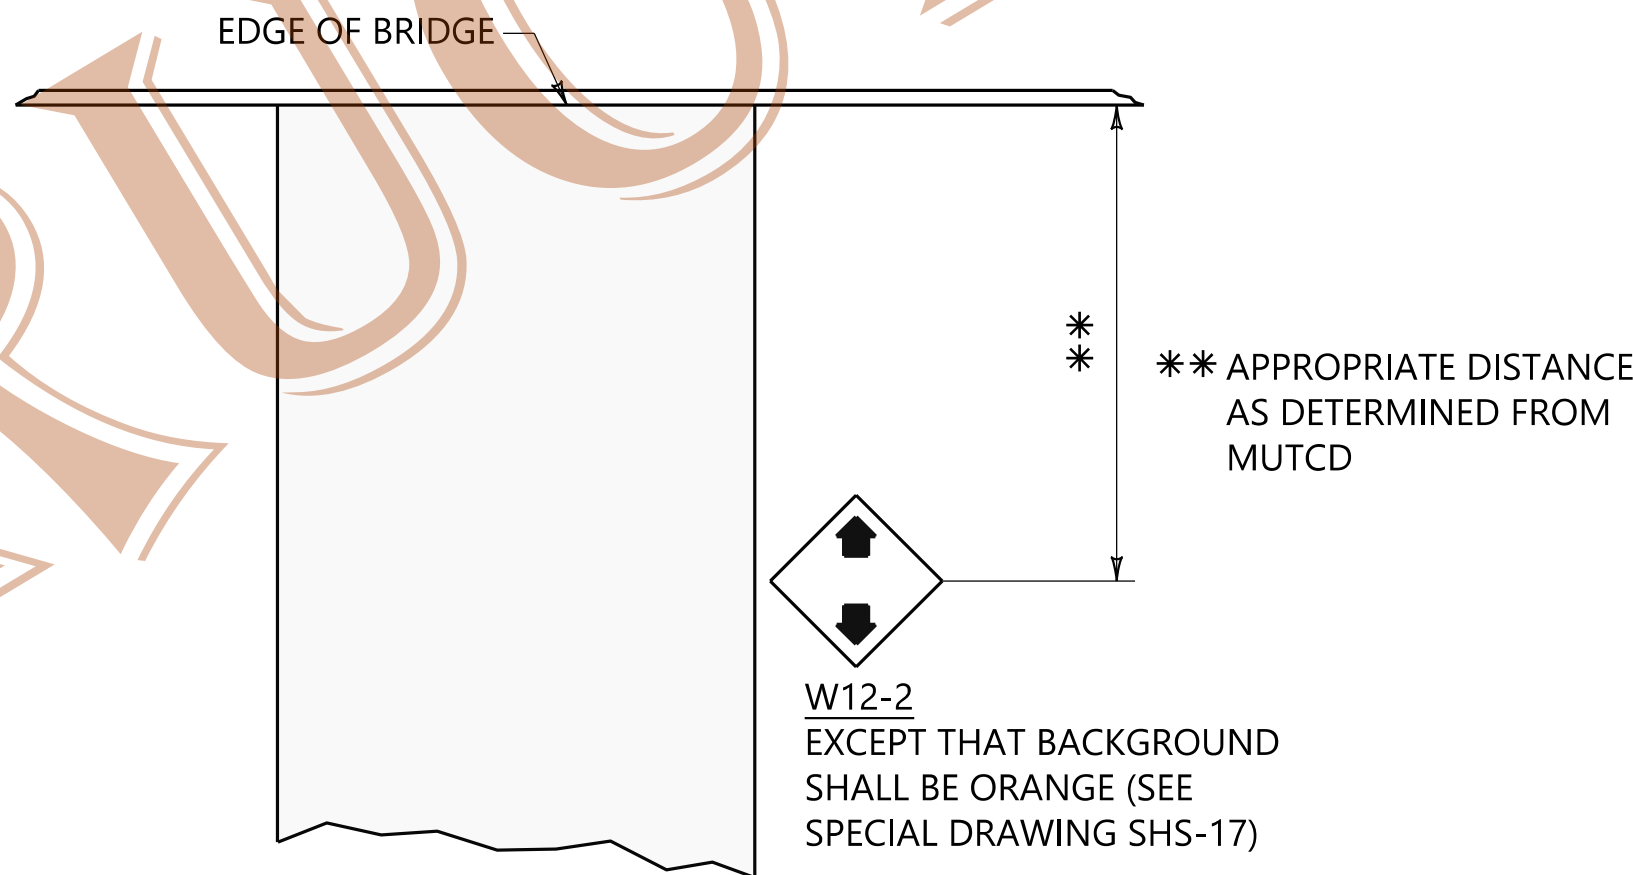 EDGE OF BRIDGE
*
*
** APPROPRIATE DISTANCE
AS DETERMINED FROM
MUTCD
W12-2
EXCEPT THAT BACKGROUND
SHALL BE ORANGE (SEE
SPECIAL DRAWING SHS-17)